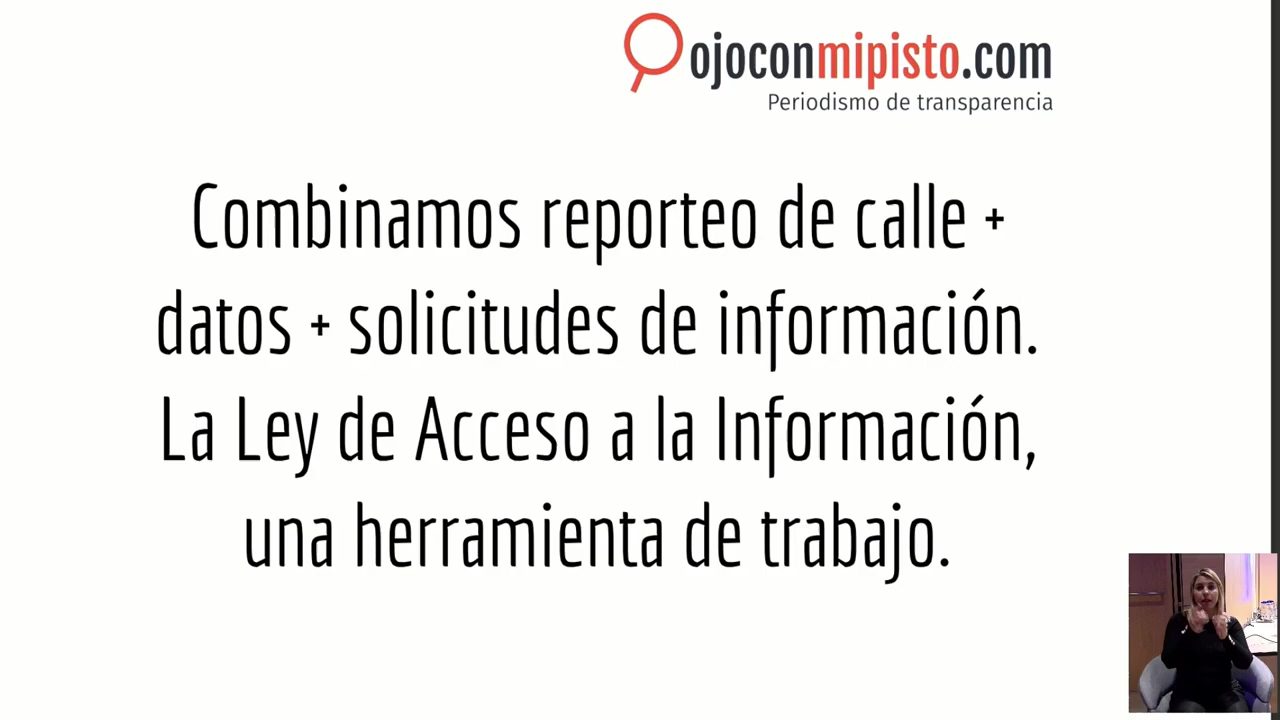 ojoconmipisto.com
Periodismo de transparencia
Combinamos reporteo de calle +
datos + solicitudes de información.
La Ley de Acceso a la Información,
una herramienta de trabajo.